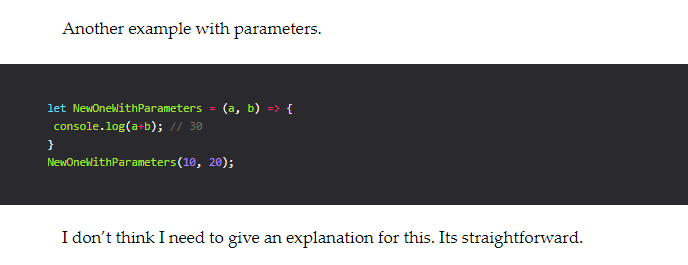 Another example with parameters.
let NewOneWithParameters = (a, b) => {
console.log(a+b); // 30
}
NewOneWithParameters(10, 20);
I don’t think I need to give an explanation for this. Its straightforward.